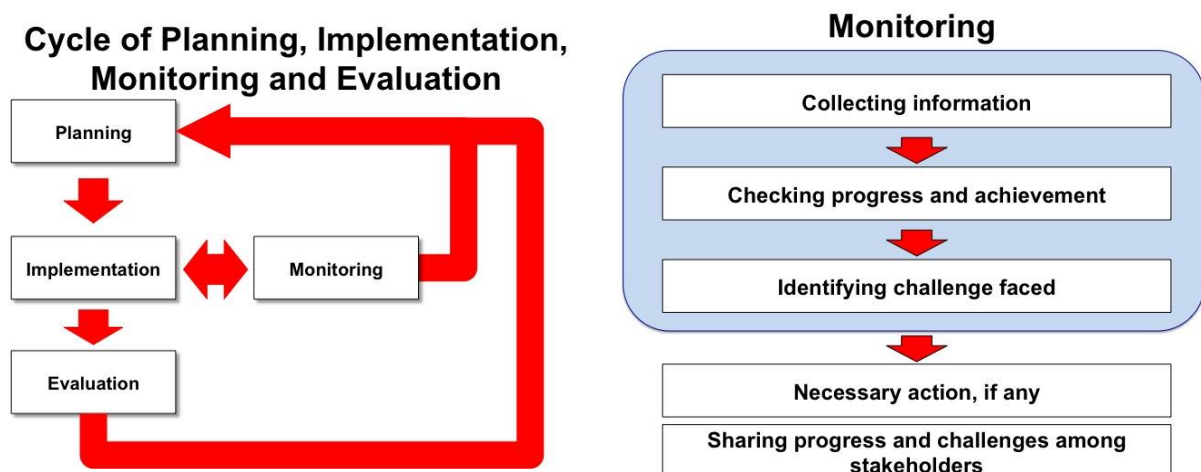 Cycle of Planning, Implementation,
Monitoring and Evaluation
Planning
Implementation
Monitoring
Evaluation
Monitoring
Collecting information
Checking progress and achievement
Identifying challenge faced
Necessary action, if any
Sharing progress and challenges among
stakeholders